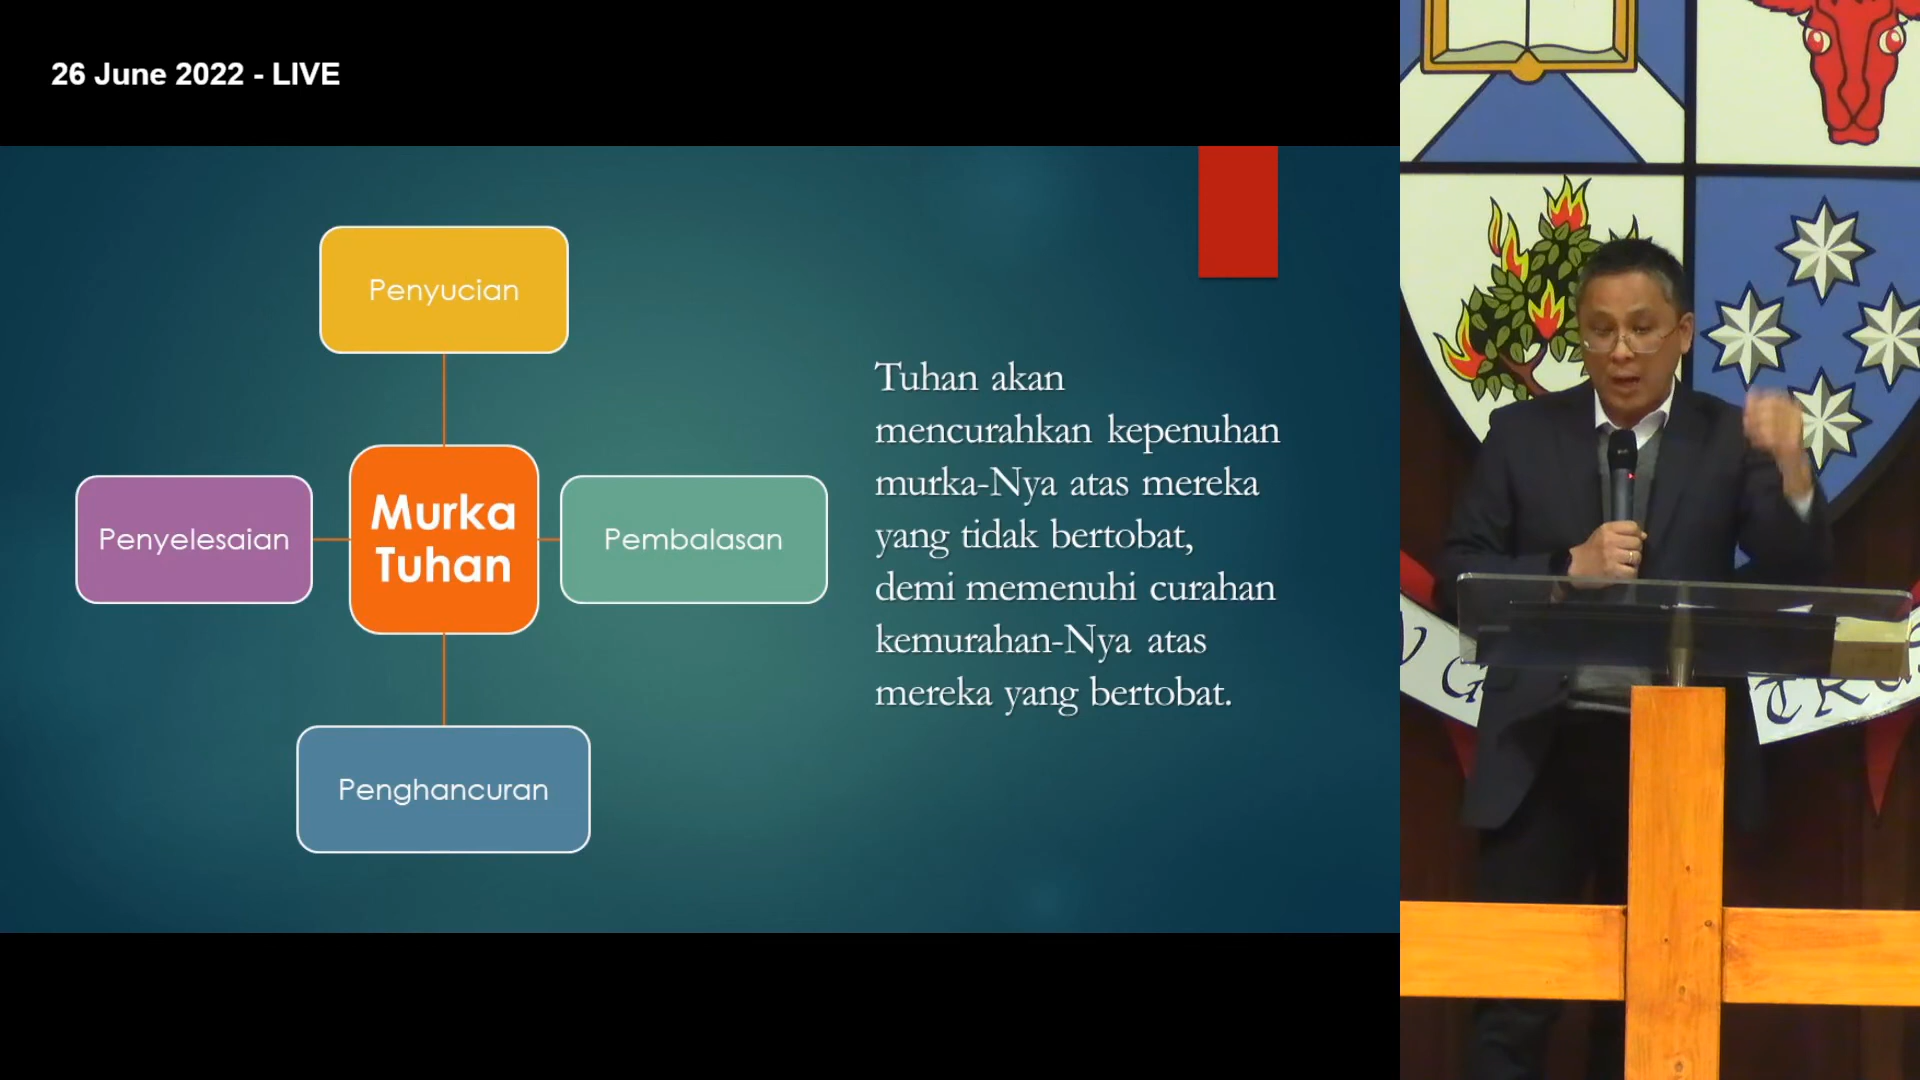 26 June 2022 - LIVE
Penyucian
Penyelesaian
Murka
Tuhan
Pembalasan
Penghancuran
Tuhan akan
mencurahkan kepenuhan
murka-Nya atas mereka
yang tidak bertobat,
demi memenuhi curahan
kemurahan-Nya atas
mereka yang bertobat.